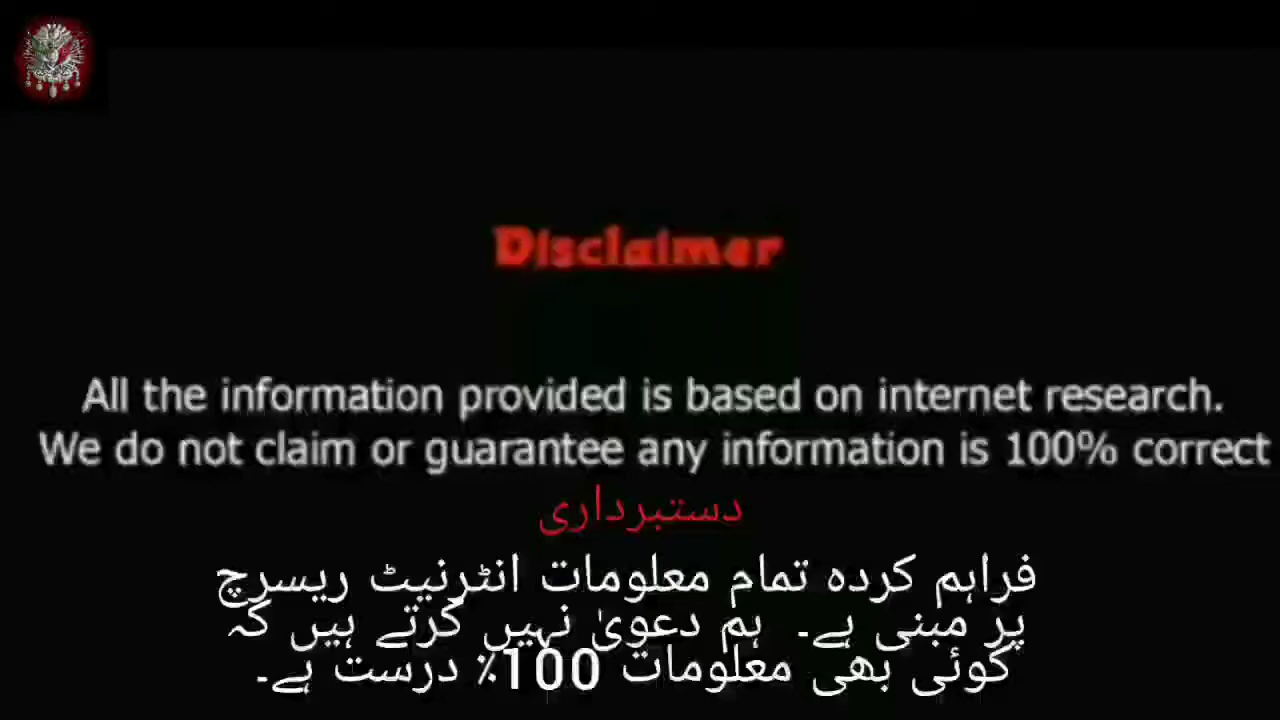 Disclaimer
All the information provided is based on internet research.
We do not claim or guarantee any information is 100% correct
دستبرداری
فراہم کردہ تمام معلومات انٹرنیٹ ریسرچ
پر مبنی ہے۔ ہم دعویٰ نہیں کرتے ہیں کہ
کوئی بھی معلومات 100٪ درست ہے۔